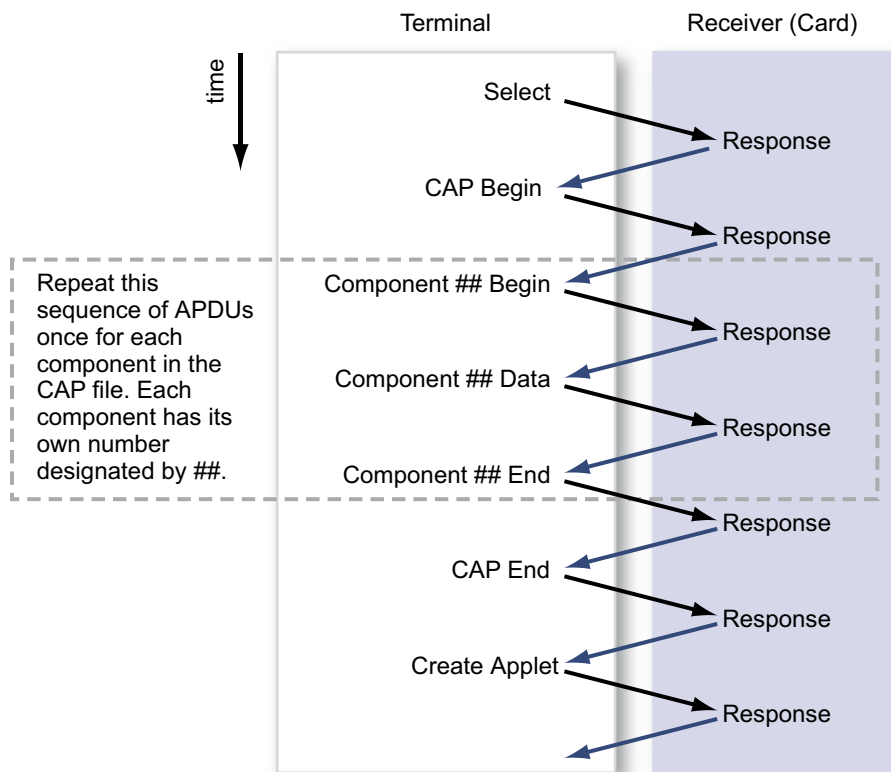 Terminal
Receiver (Card)
time
Select
Response
CAP Begin
Response
Repeat this
sequence of APDUs
once for each
component in the
CAP file. Each
component has its
own number
designated by ##.
Component ## Begin
Response
Component ## Data
Response
Component ## End
Response
CAP End
Response
Create Applet
Response